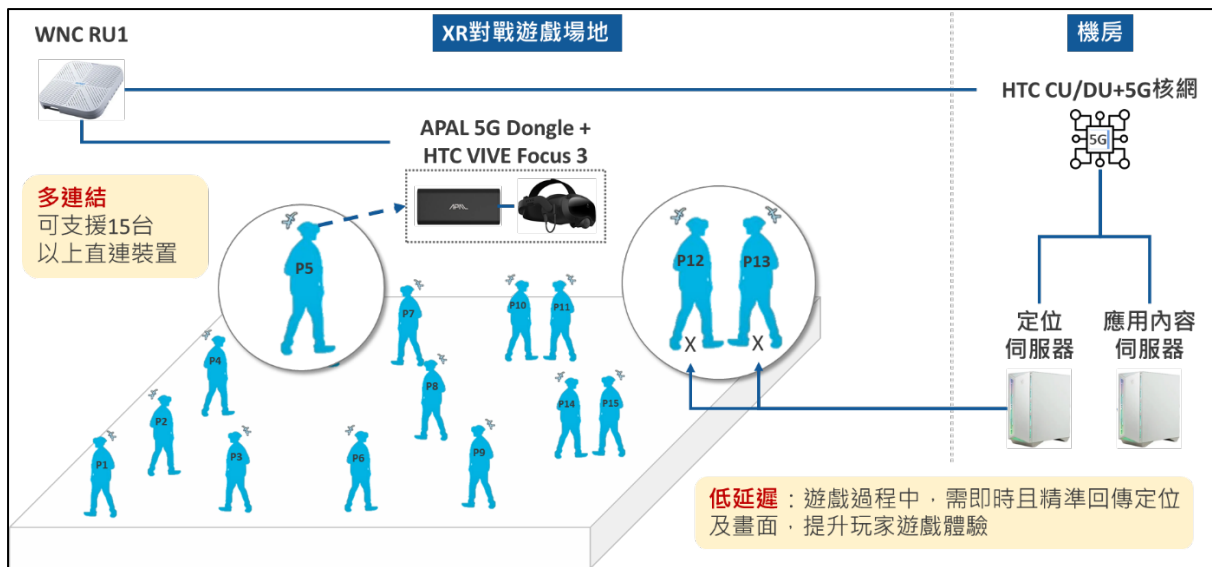 WNC RU1
XR對戰遊戲場地
機房
HTC CU/DU+5G核網
5G
APAL 5G Dongle +
HTC VIVE Focus 3
APAL
多連結
可支援15台
以上直連裝置
P5
P12
P13
P7
P10
P11
P4
P8
P2
P14
P15
P1
P3
P6
P9
X
X
定位
伺服器
應用內容
伺服器
低延遲：遊戲過程中，需即時且精準回傳定位
及畫面，提升玩家遊戲體驗